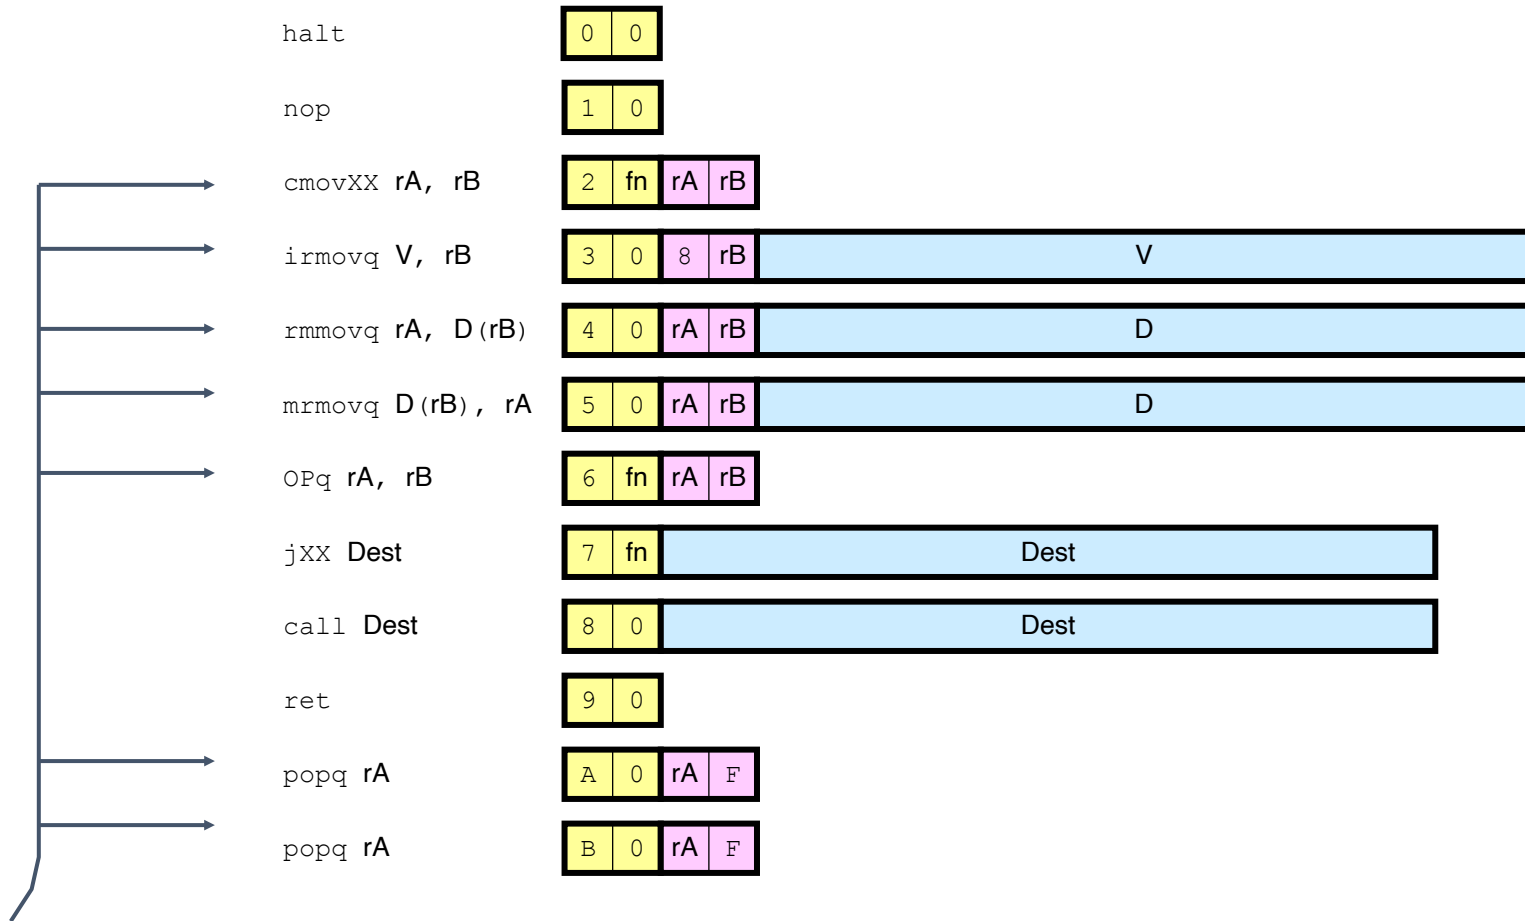 halt 0 0
nop 1 0
cmovXX rA, rB 2 fn rA rB
irmovq V, rB 3 0 8 rB V
rmmovq rA, D(rB) 4 0 rA rB D
mrmovq D(rB), rA 5 0 rA rB D
OPq rA, rB 6 fn rA rB
jXX Dest 7 fn Dest
call Dest 8 0 Dest
ret 9 0
popq rA A 0 rA F
popq rA B 0 rA F